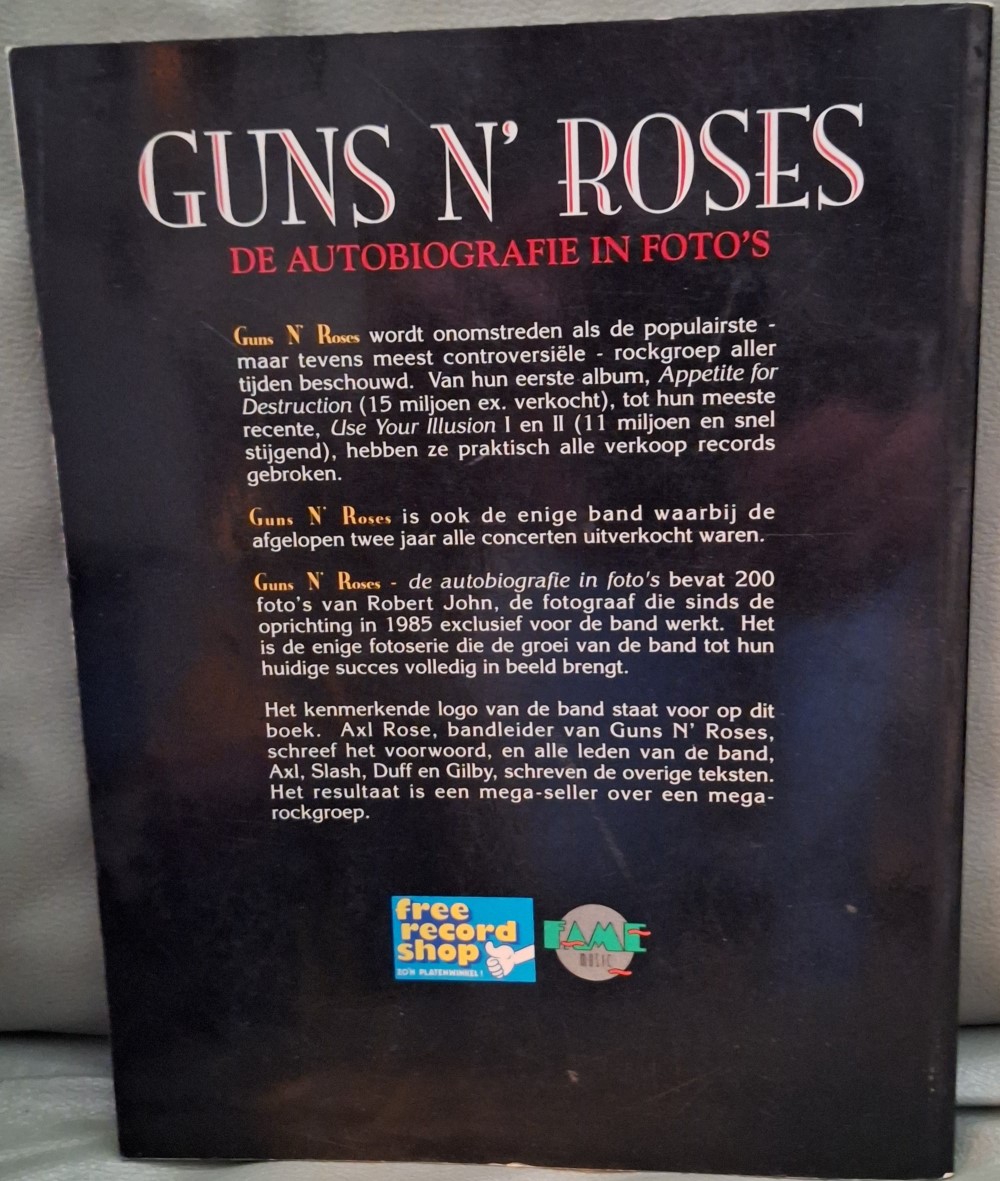 GUNS N' ROSES
DE AUTOBIOGRAFIE IN FOTO'S
Guns N' Roses wordt onomstreden als de populairste -
maar tevens meest controversiële - rockgroep aller
tijden beschouwd. Van hun eerste album, Appetite for
Destruction (15 miljoen ex. verkocht), tot hun meeste
recente, Use Your Illusion I en II (11 miljoen en snel
stijgend), hebben ze praktisch alle verkoop records
gebroken.
Guns N' Roses is ook de enige band waarbij de
afgelopen twee jaar alle concerten uitverkocht waren.
Guns N' Roses - de autobiografie in foto's bevat 200
foto's van Robert John, de fotograaf die sinds de
oprichting in 1985 exclusief voor de band werkt. Het
is de enige fotoserie die de groei van de band tot hun
huidige succes volledig in beeld brengt.
Het kenmerkende logo van de band staat voor op dit
boek. Axl Rose, bandleider van Guns N' Roses,
schreef het voorwoord, en alle leden van de band,
Axl, Slash, Duff en Gilby, schreven de overige teksten.
Het resultaat is een mega-seller over een mega-
rockgroep.
free
record
shop
ZO'N PLATENWINKEL!
FAME
MUSIC